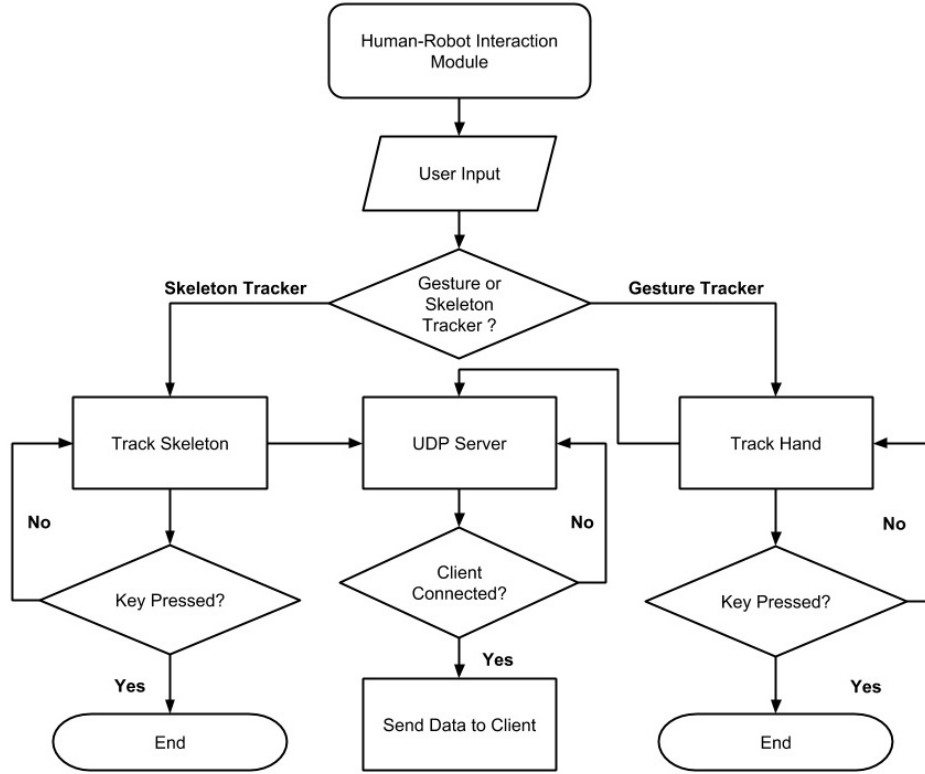 Human-Robot Interaction
Module
User Input
Skeleton Tracker
Gesture or
Skeleton
Tracker ?
Gesture Tracker
Track Skeleton
UDP Server
Track Hand
No
No
No
Key Pressed?
Client
Connected?
Key Pressed?
Yes
Yes
Yes
End
Send Data to Client
End